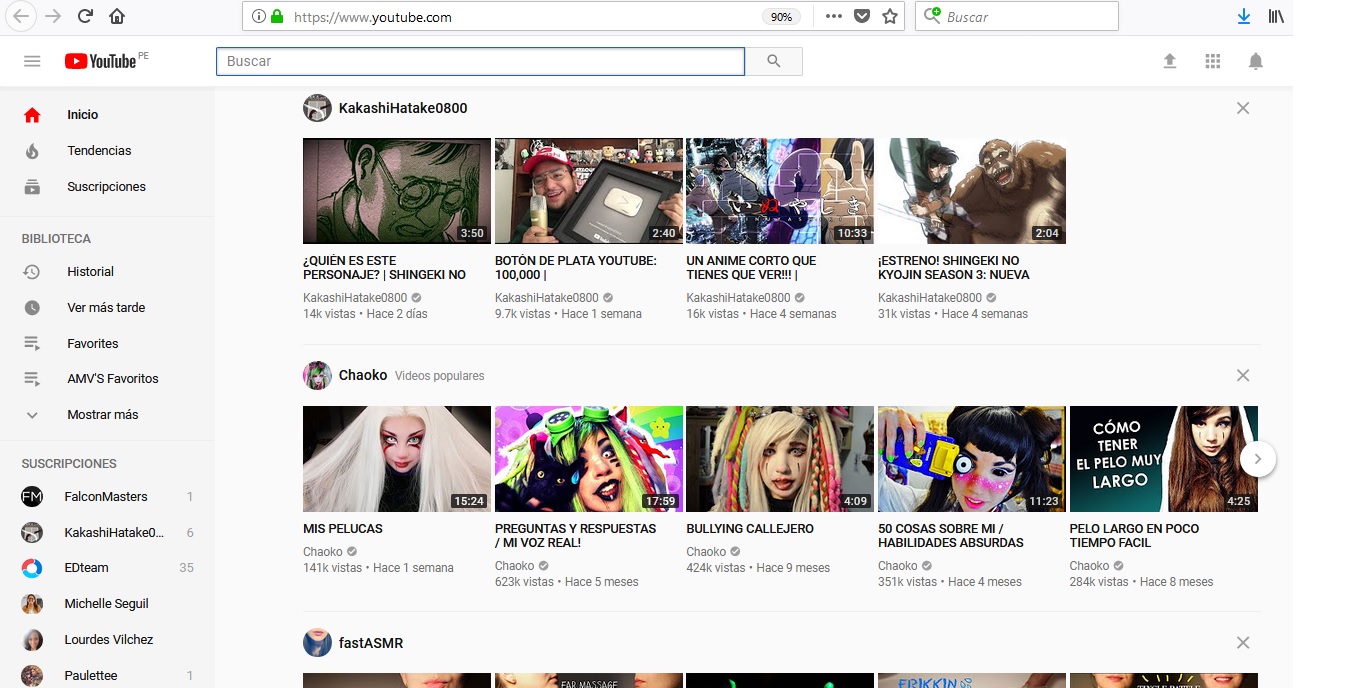 https://www.youtube.com
90%
Buscar
YouTube PE
Buscar
Inicio
Tendencias
Suscripciones
BIBLIOTECA
Historial
Ver más tarde
Favorites
AMV'S Favoritos
Mostrar más
SUSCRIPCIONES
FM
FalconMasters 1
KakashiHatake0... 6
EDteam 35
Michelle Seguil
Lourdes Vilchez
Paulettee 1
KakashiHatake0800
3:50
2:40
10:33
2:04
¿QUIÉN ES ESTE
PERSONAJE? | SHINGEKI NO
KakashiHatake0800
14k vistas • Hace 2 días
BOTÓN DE PLATA YOUTUBE:
100,000 |
KakashiHatake0800
9.7k vistas • Hace 1 semana
UN ANIME CORTO QUE
TIENES QUE VER!!! |
KakashiHatake0800
16k vistas • Hace 4 semanas
¡ESTRENO! SHINGEKI NO
KYOJIN SEASON 3: NUEVA
KakashiHatake0800
31k vistas • Hace 4 semanas
Chaoko Videos populares
15:24
17:59
4:09
11:23
CÓMO
TENER
EL PELO MUY
LARGO
4:25
MIS PELUCAS
Chaoko
141k vistas • Hace 1 semana
PREGUNTAS Y RESPUESTAS
/ MI VOZ REAL!
Chaoko
623k vistas • Hace 5 meses
BULLYING CALLEJERO
Chaoko
424k vistas • Hace 9 meses
50 COSAS SOBRE MI /
HABILIDADES ABSURDAS
Chaoko
351k vistas • Hace 4 meses
PELO LARGO EN POCO
TIEMPO FACIL
Chaoko
284k vistas • Hace 8 meses
fastASMR
EAR MASSAGE